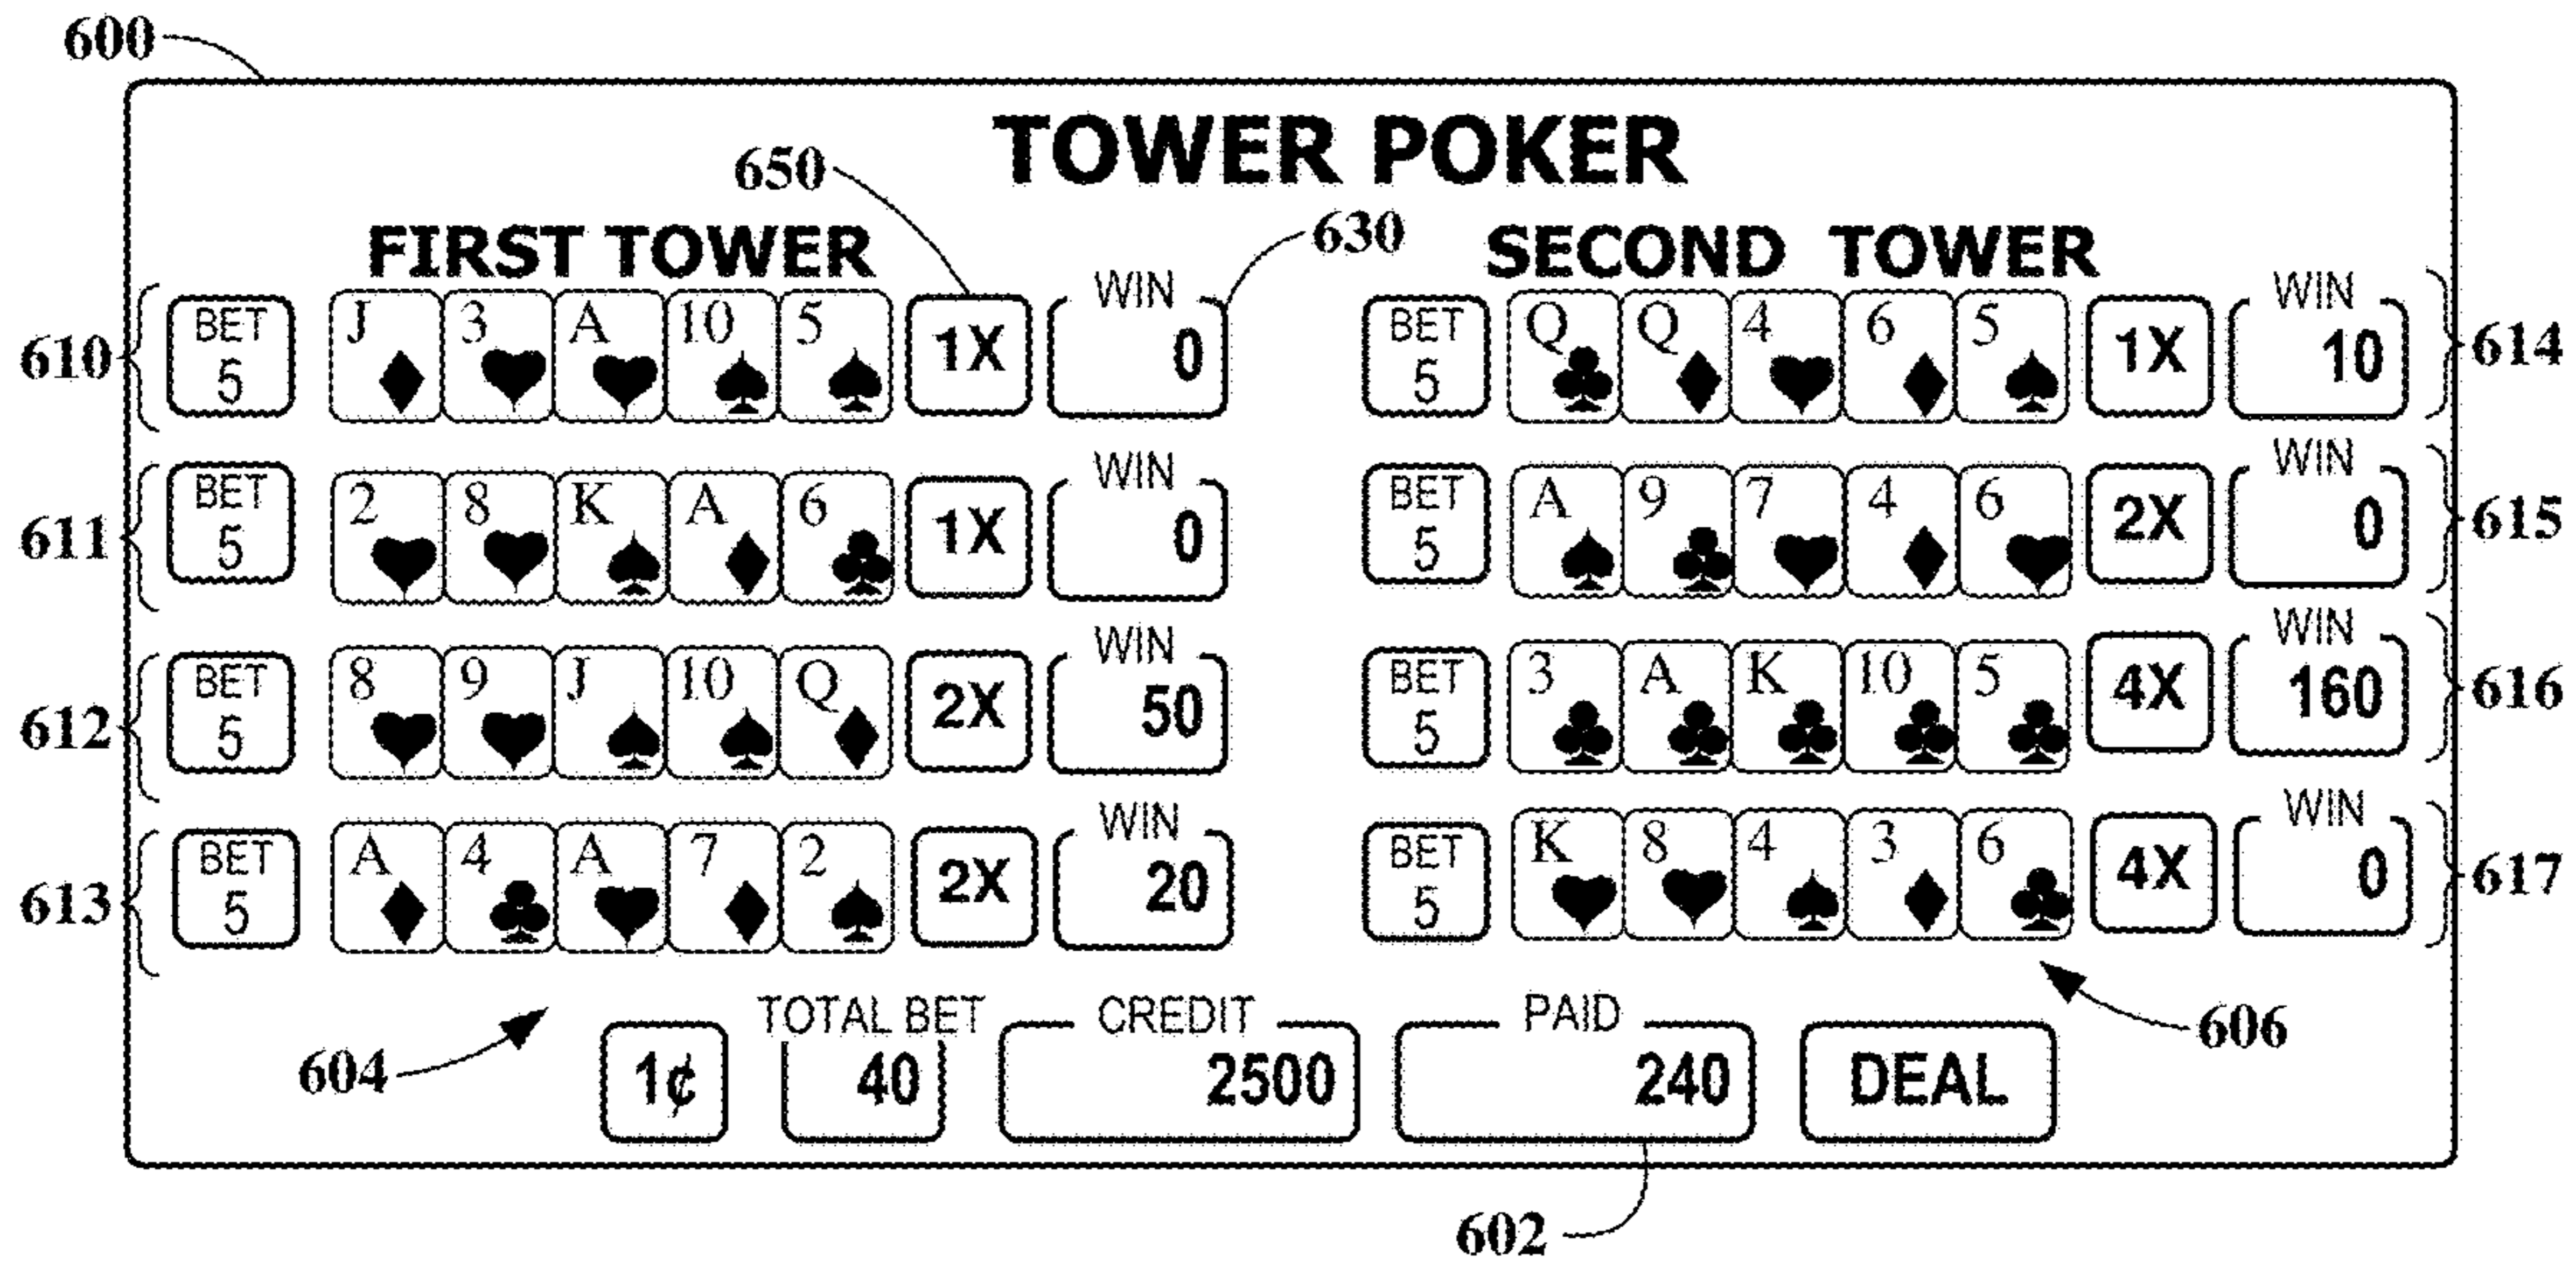 600
TOWER POKER
650
630
FIRST TOWER
SECOND TOWER
610
BET
5
J 3 A 10 5
1X
WIN
0
BET
5
Q Q 4 6 5
1X
WIN
10
614
611
BET
5
2 8 K A 6
1X
WIN
0
BET
5
A 9 7 4 6
2X
WIN
0
615
612
BET
5
8 9 J 10 Q
2X
WIN
50
BET
5
3 A K 10 5
4X
WIN
160
616
613
BET
5
A 4 A 7 2
2X
WIN
20
BET
5
K 8 4 3 6
4X
WIN
0
617
604
606
1¢
TOTAL BET
40
CREDIT
2500
PAID
240
DEAL
602